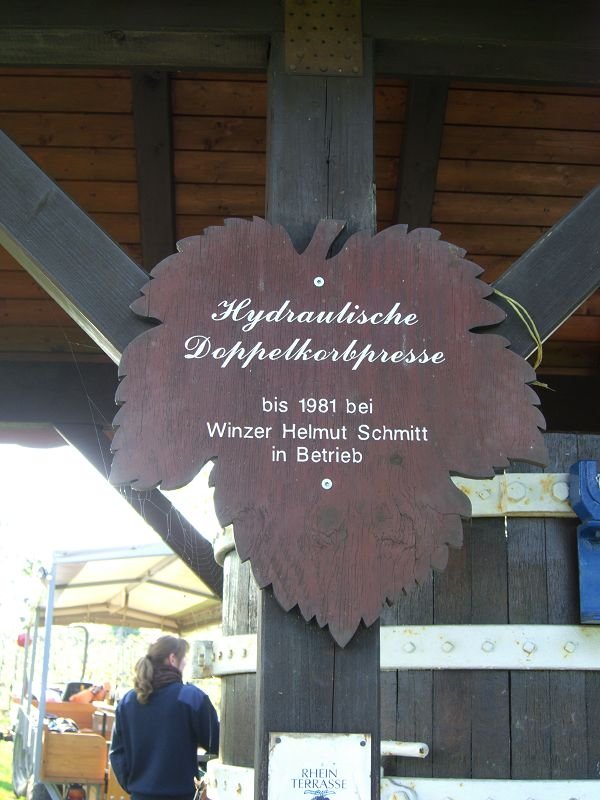 Hydraulische
Doppelkorbpresse
bis 1981 bei
Winzer Helmut Schmitt
in Betrieb
RHEIN
TERRASSE